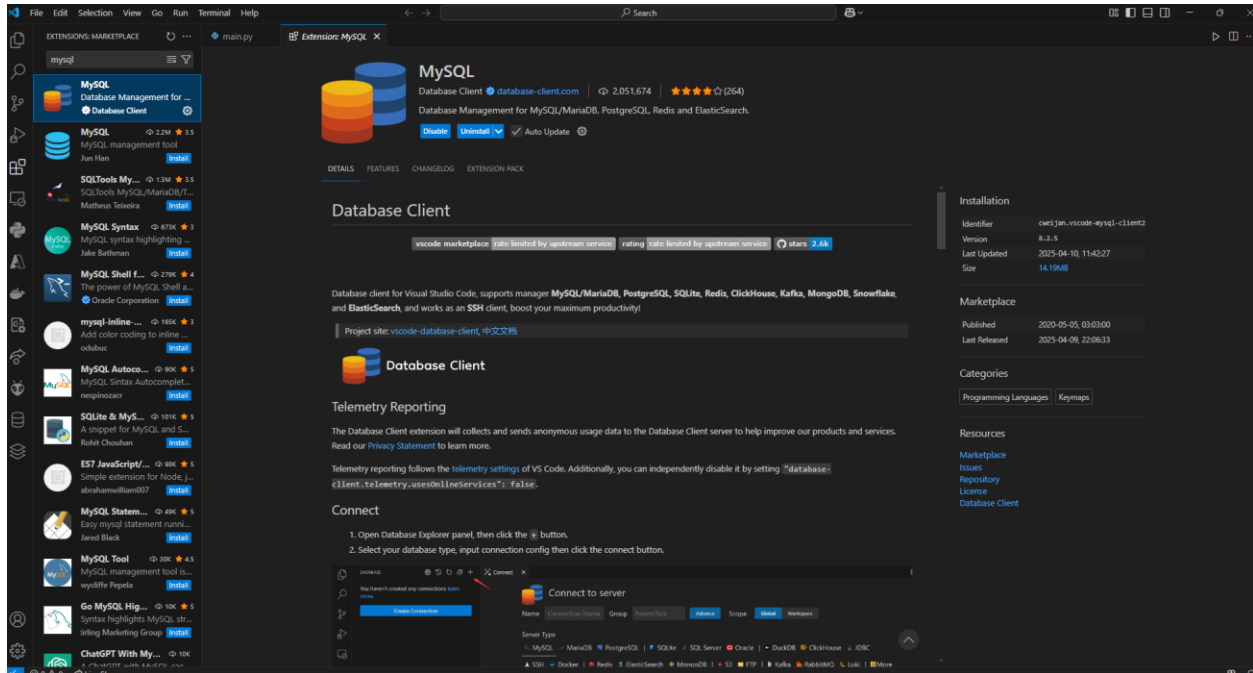 File Edit Selection View Go Run Terminal Help
Search
EXTENSIONS: MARKETPLACE
main.py
Extension: MySQL
mysql
MySQL
Database Management for ...
Database Client
MySQL 2.2M 3.5
MySQL management tool
Jun Han Install
SQLTools My... 1.3M 3.5
SQLTools MySQL/MariaDB/T...
Matheus Teixeira Install
MySQL Syntax 673K 3
MySQL syntax highlighting ...
Jake Bathman Install
MySQL Shell f... 279K 4
The power of MySQL Shell a...
Oracle Corporation Install
mysql-inline-... 165K 3
Add color coding to inline ...
odubuc Install
MySQL Autoco... 90K 5
MySQL Sintax Autocomplet...
nespinozacr Install
SQLite & MyS... 101K 5
A snippet for MySQL and S...
Rohit Chouhan Install
ES7 JavaScript/... 98K 5
Simple extension for Node, j...
abrahamwilliam007 Install
MySQL Statem... 49K 5
Easy mysql statement runni...
Jared Black Install
MySQL Tool 30K 4.5
MySQL management tool is...
wycliffe Pepela Install
Go MySQL Hig... 10K 5
Syntax highlights MySQL str...
tirling Marketing Group Install
ChatGPT With My... 10K
MySQL
Database Client database-client.com 2,051,674 (264)
Database Management for MySQL/MariaDB, PostgreSQL, Redis and ElasticSearch.
Disable Uninstall Auto Update
DETAILS FEATURES CHANGELOG EXTENSION PACK
Database Client
vscode marketplace rate limited by upstream service rating rate limited by upstream service stars 2.6k
Database client for Visual Studio Code, supports manager MySQL/MariaDB, PostgreSQL, SQLite, Redis, ClickHouse, Kafka, MongoDB, Snowflake,
and ElasticSearch, and works as an SSH client, boost your maximum productivity!
Project site: vscode-database-client, 中文文档
Database Client
Telemetry Reporting
The Database Client extension will collects and sends anonymous usage data to the Database Client server to help improve our products and services.
Read our Privacy Statement to learn more.
Telemetry reporting follows the telemetry settings of VS Code. Additionally, you can independently disable it by setting "database-
client.telemetry.usesOnlineServices": false.
Connect
1. Open Database Explorer panel, then click the + button.
2. Select your database type, input connection config then click the connect button.
DATABASE
Connect
You haven't created any connections learn
more.
Create Connection
Connect to server
Name Connection Name Group Parent/Sub Advance Scope Global Workspace
Server Type
MySQL MariaDB PostgreSQL SQLite SQL Server Oracle DuckDB ClickHouse JDBC
SSH Docker Redis ElasticSearch MongoDB S3 FTP Kafka RabbitMQ Loki More
Installation
Identifier cweijan.vscode-mysql-client2
Version 8.2.5
Last Updated 2025-04-10, 11:42:27
Size 14.19MB
Marketplace
Published 2020-05-05, 03:03:00
Last Released 2025-04-09, 22:06:33
Categories
Programming Languages Keymaps
Resources
Marketplace
Issues
Repository
License
Database Client